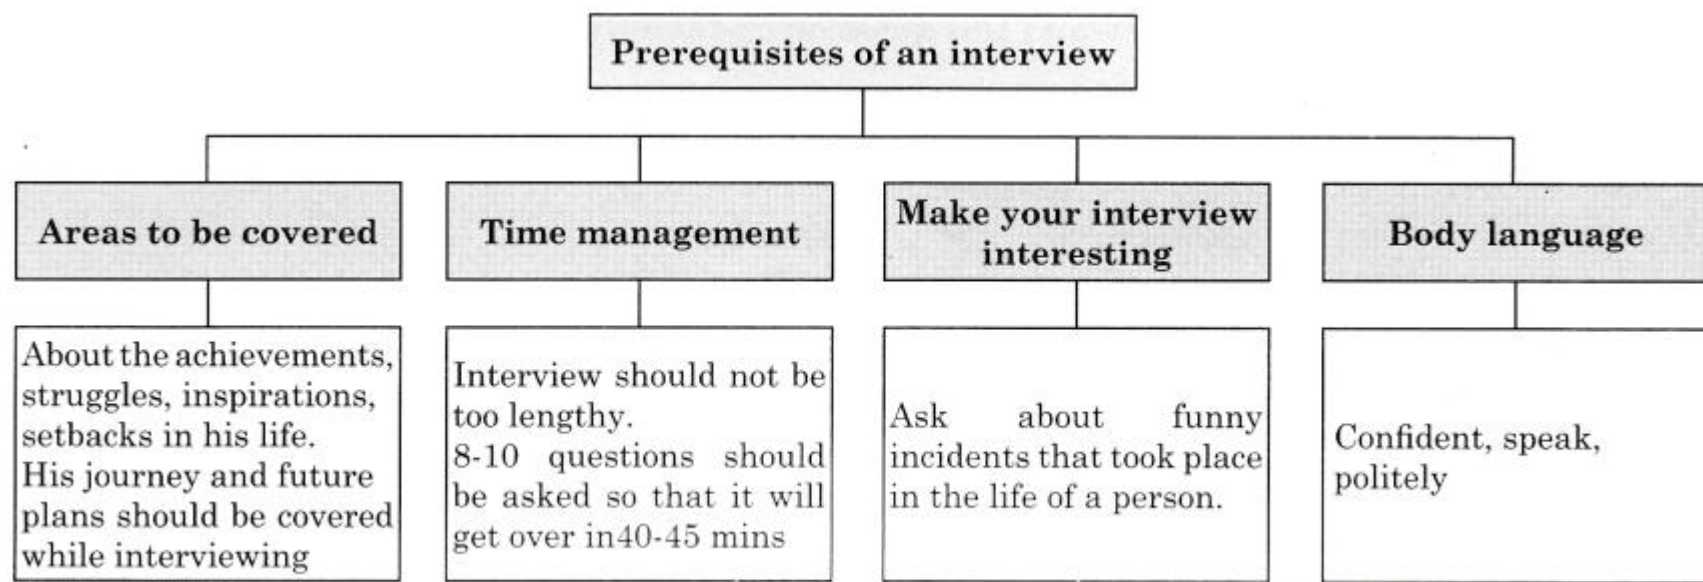 Prerequisites of an interview
Areas to be covered
Time management
Make your interview
interesting
Body language
About the achievements,
struggles, inspirations,
setbacks in his life.
His journey and future
plans should be covered
while interviewing
Interview should not be
too lengthy.
8-10 questions should
be asked so that it will
get over in40-45 mins
Ask about funny
incidents that took place
in the life of a person.
Confident, speak,
politely